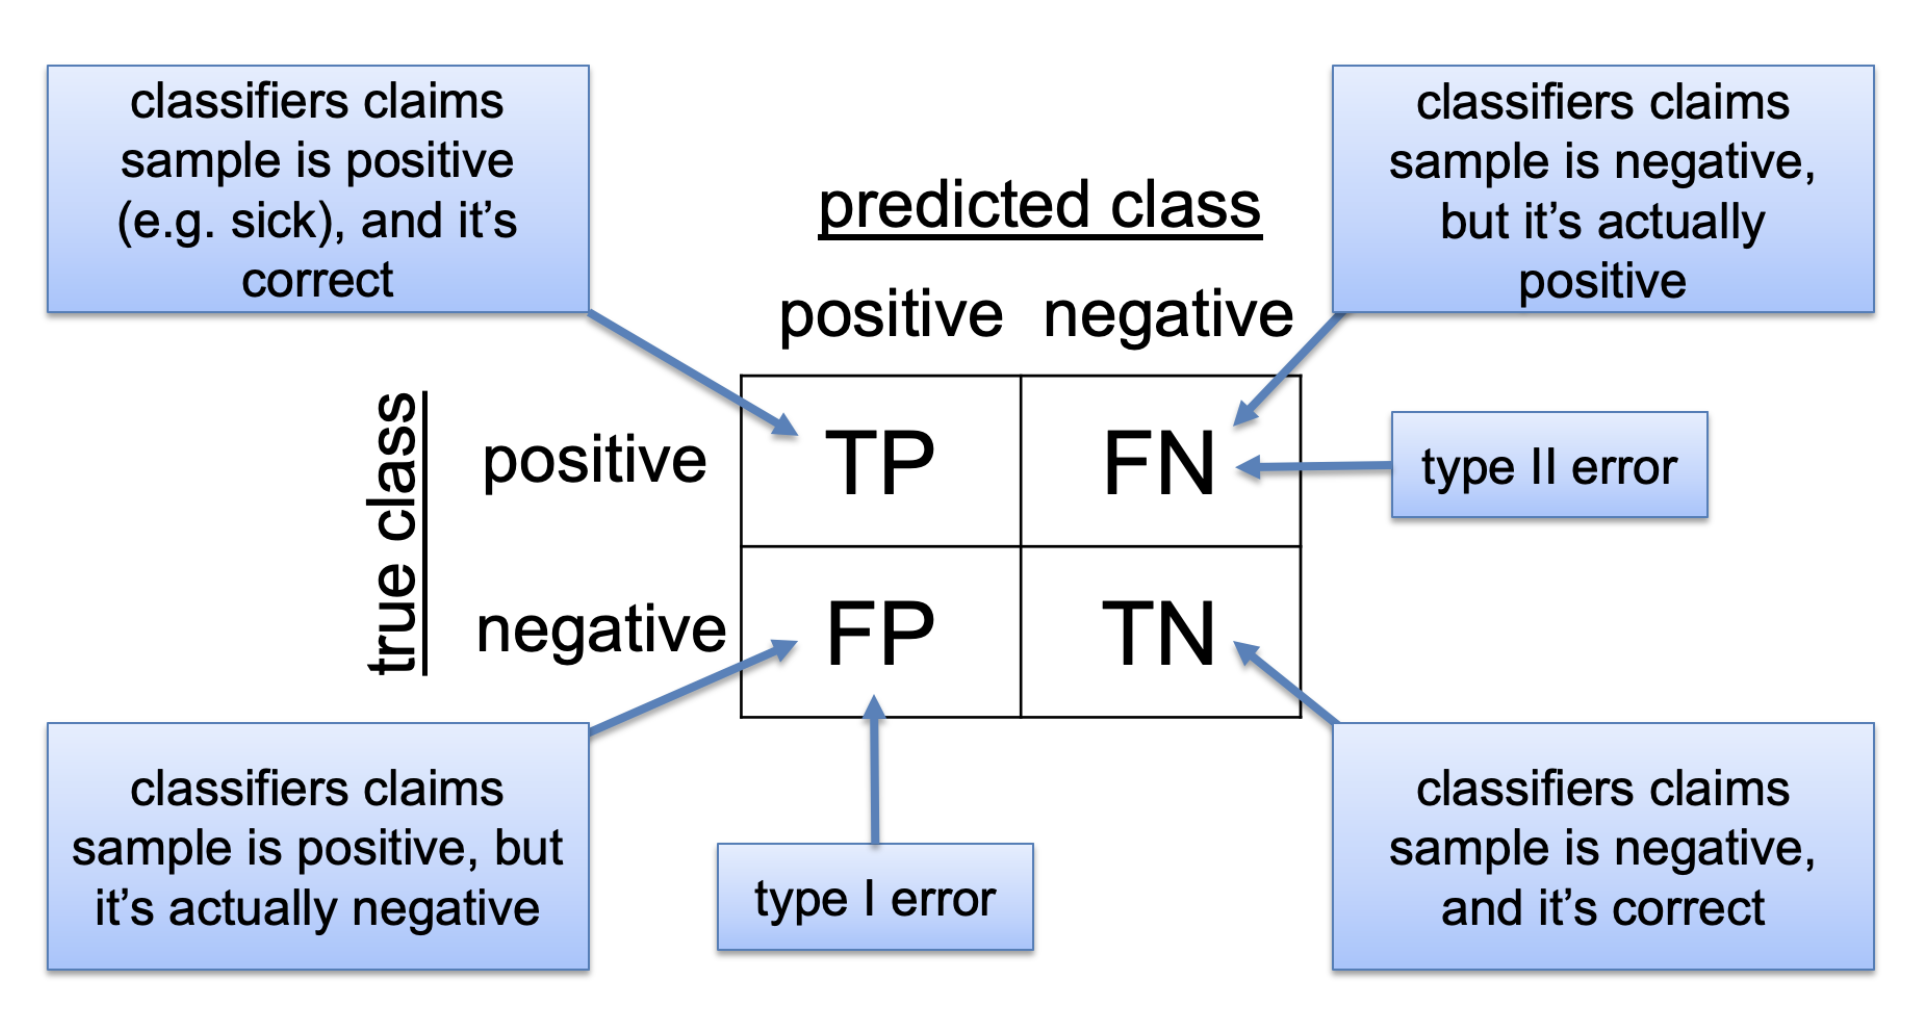 classifiers claims
sample is positive
(e.g. sick), and it’s
correct
classifiers claims
sample is negative,
but it’s actually
positive
predicted class
positive negative
true class
positive TP FN
type II error
negative FP TN
classifiers claims
sample is positive, but
it’s actually negative
type I error
classifiers claims
sample is negative,
and it’s correct